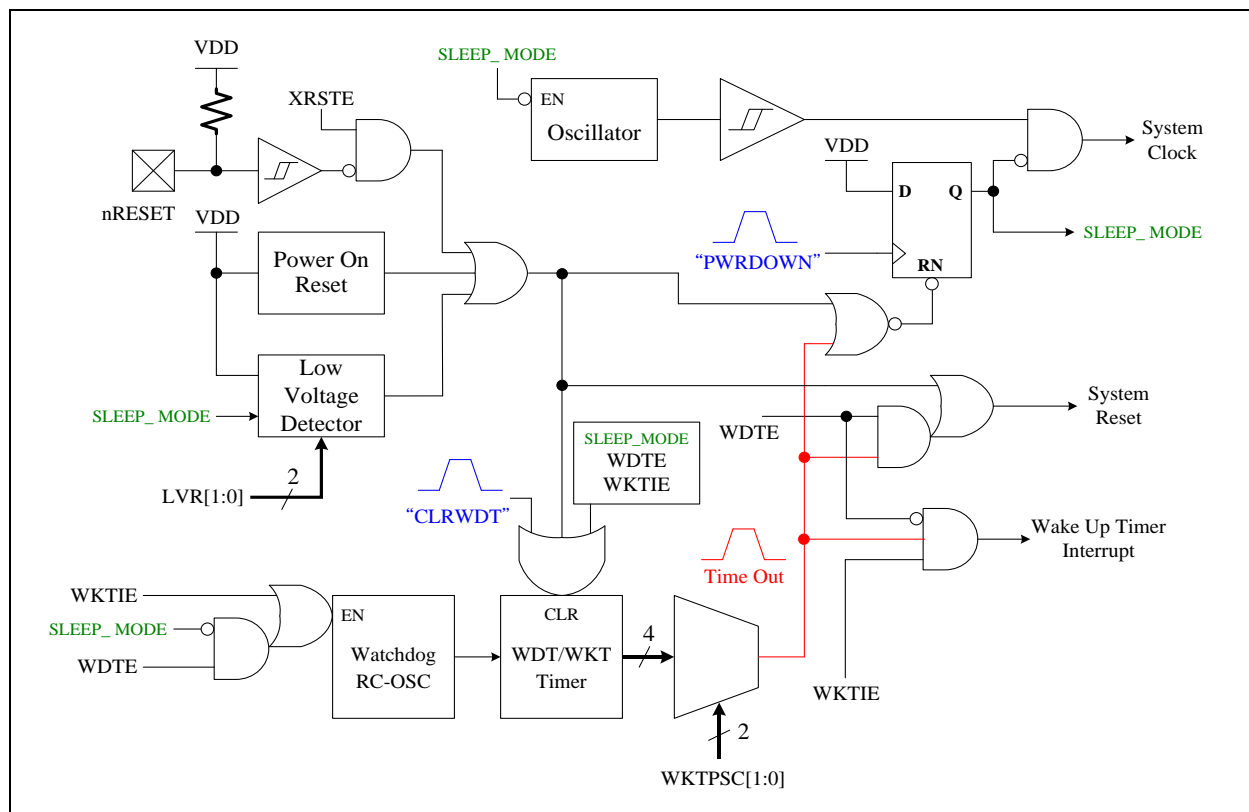 VDD
SLEEP_ MODE
XRSTE
EN
Oscillator
System
Clock
VDD
D
Q
nRESET
VDD
SLEEP_ MODE
"PWRDOWN"
RN
Power On
Reset
Low
Voltage
Detector
SLEEP_ MODE
System
Reset
WDTE
SLEEP_MODE
WDTE
WKTIE
LVR[1:0]
2
"CLRWDT"
Wake Up Timer
Interrupt
Time Out
WKTIE
SLEEP_ MODE
WDTE
EN
Watchdog
RC-OSC
CLR
WDT/WKT
Timer
4
WKTIE
2
WKTPSC[1:0]